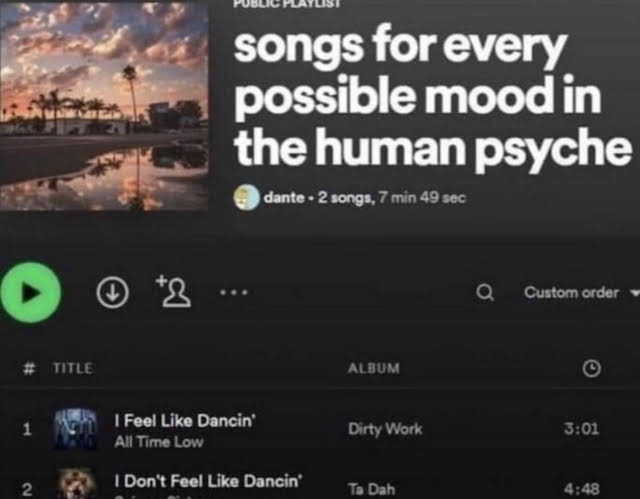 PUBLIC PLAYLIST
songs for every
possible mood in
the human psyche
dante • 2 songs, 7 min 49 sec
Custom order
# TITLE ALBUM
1 I Feel Like Dancin' Dirty Work 3:01
All Time Low
2 I Don't Feel Like Dancin' Ta Dah 4:48